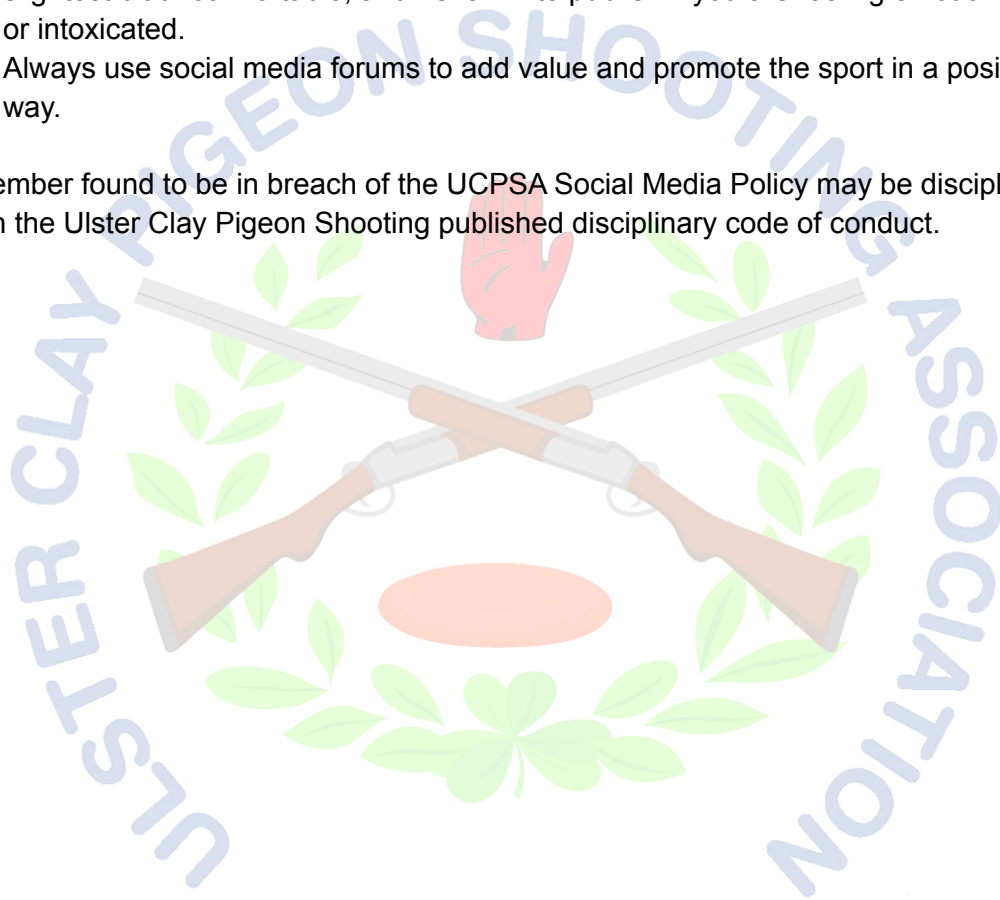 or intoxicated.
Always use social media forums to add value and promote the sport in a posi
way.
ember found to be in breach of the UCPSA Social Media Policy may be discipl
the Ulster Clay Pigeon Shooting published disciplinary code of conduct.
ULSTER CLAY PIGEON SHOOTING ASSOCIATION